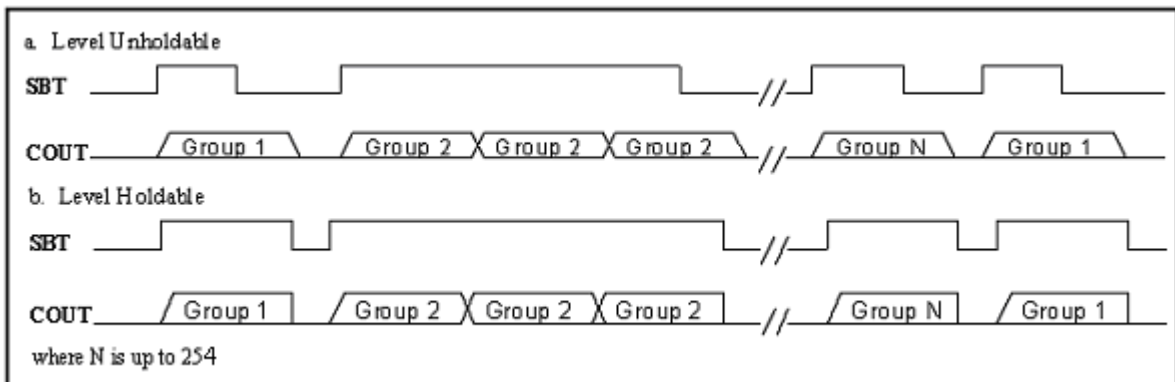 a. Level Unholdable
SBT
//
COUT Group 1 Group 2 Group 2 Group 2 // Group N Group 1
b. Level Holdable
SBT
//
COUT Group 1 Group 2 Group 2 Group 2 // Group N Group 1
where N is up to 254